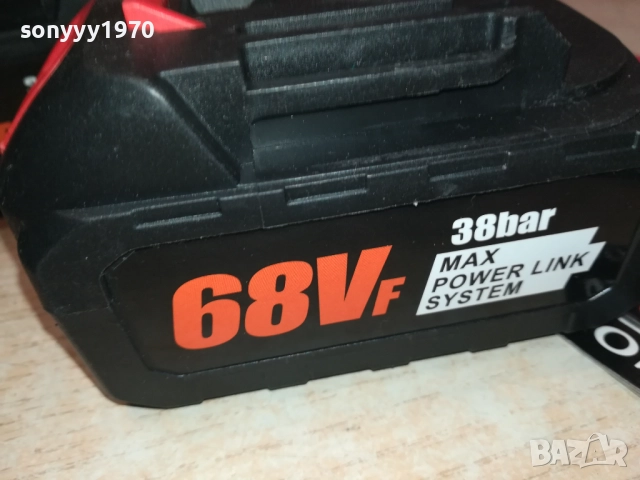 sonyyy1970
38bar
68VF
MAX
POWER LINK
SYSTEM
BAZAR